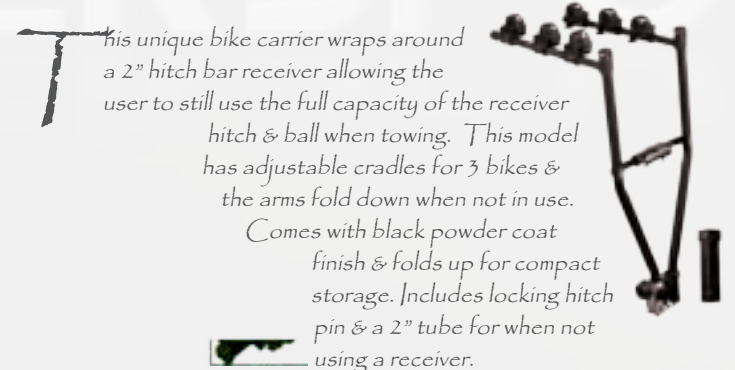 This unique bike carrier wraps around
a 2” hitch bar receiver allowing the
user to still use the full capacity of the receiver
hitch & ball when towing. This model
has adjustable cradles for 3 bikes &
the arms fold down when not in use.
Comes with black powder coat
finish & folds up for compact
storage. Includes locking hitch
pin & a 2” tube for when not
using a receiver.